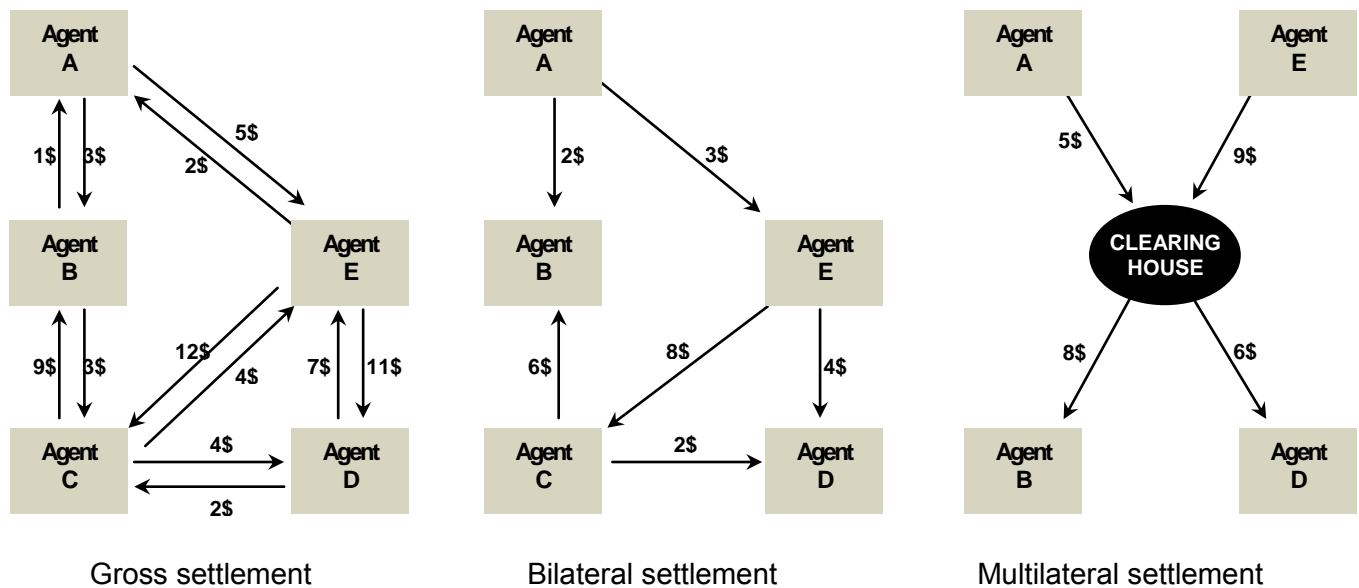 Agent
A
5$
2$
1$
3$
Agent
B
Agent
E
9$
3$
12$
4$
7$
11$
Agent
C
4$
2$
Agent
D
Gross settlement
Agent
A
2$
3$
Agent
B
Agent
E
6$
8$
4$
Agent
C
2$
Agent
D
Bilateral settlement
Agent
A
Agent
E
5$
9$
CLEARING
HOUSE
8$
6$
Agent
B
Agent
D
Multilateral settlement